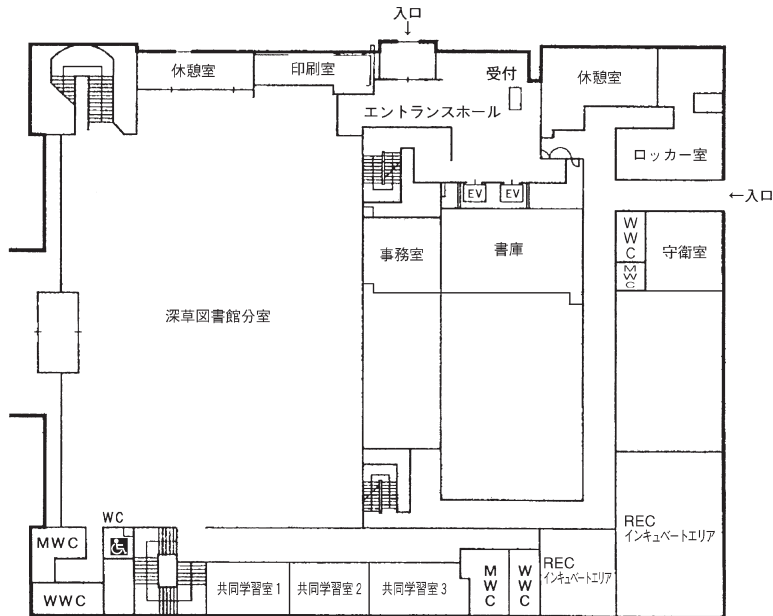 入口
↓
休憩室
印刷室
受付
休憩室
エントランスホール
ロッカー室
EV
EV
←入口
WWC
MWC
守衛室
事務室
書庫
深草図書館分室
WC
MWC
WWC
共同学習室1
共同学習室2
共同学習室3
MWC
WWC
REC
インキュベートエリア
REC
インキュベートエリア